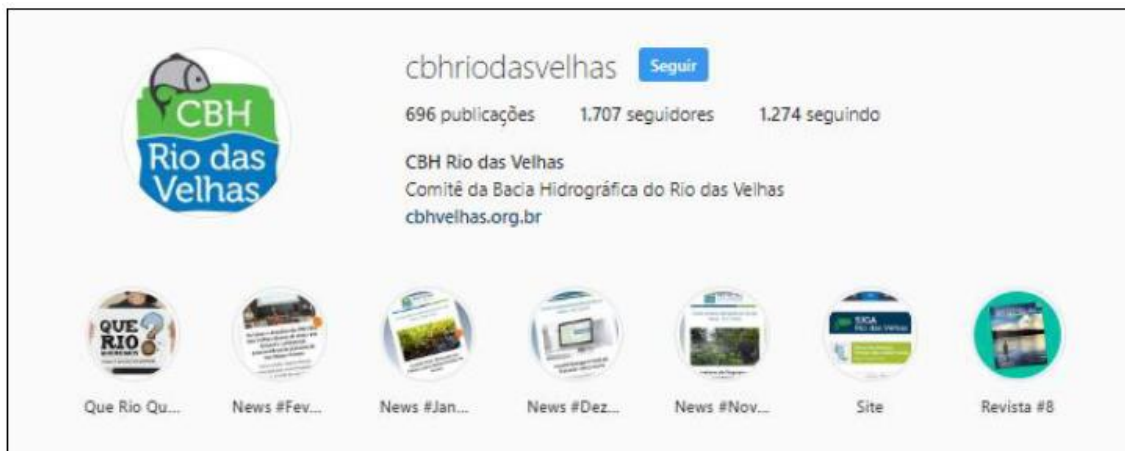 cbhriodasvelhas Seguir
696 publicações 1.707 seguidores 1.274 seguindo
CBH Rio das Velhas
Comitê da Bacia Hidrográfica do Rio das Velhas
cbhvelhas.org.br
CBH
Rio das
Velhas
QUE
RIO
SIGA
Rio das Velhas
Que Rio Qu...
News #Fev...
News #Jan...
News #Dez...
News #Nov...
Site
Revista #8